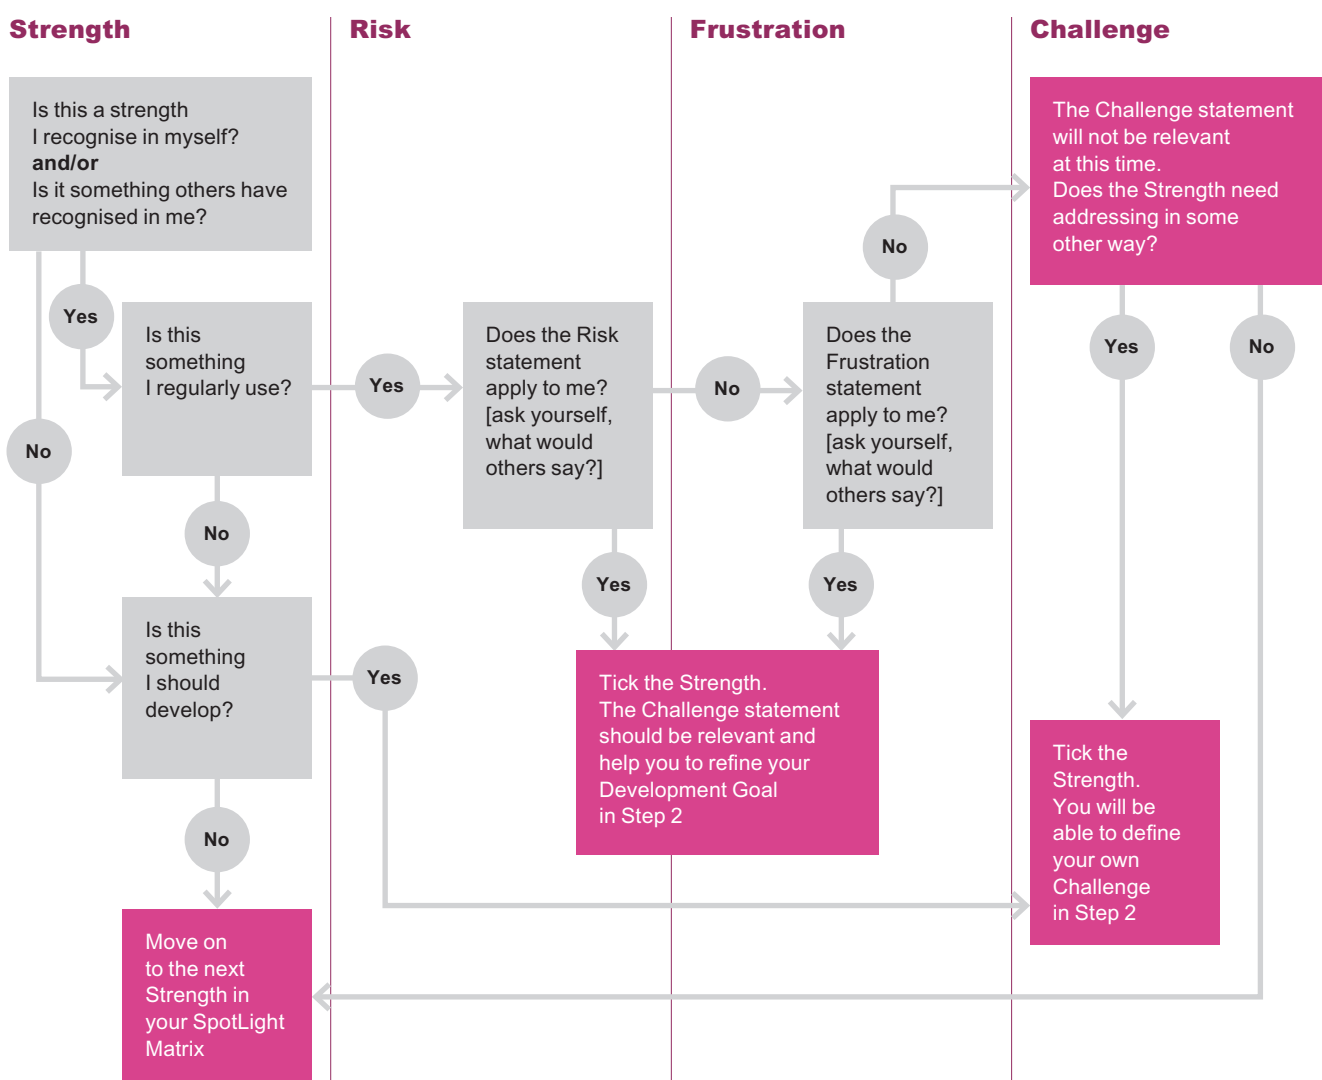 Strength
Risk
Frustration
Challenge
Is this a strength
I recognise in myself?
and/or
Is it something others have
recognised in me?
Yes
No
Is this
something
I regularly use?
Yes
No
Is this
something
I should
develop?
Yes
No
Move on
to the next
Strength in
your SpotLight
Matrix
Does the Risk
statement
apply to me?
[ask yourself,
what would
others say?]
No
Yes
Does the
Frustration
statement
apply to me?
[ask yourself,
what would
others say?]
No
Yes
Tick the Strength.
The Challenge statement
should be relevant and
help you to refine your
Development Goal
in Step 2
The Challenge statement
will not be relevant
at this time.
Does the Strength need
addressing in some
other way?
Yes
No
Tick the
Strength.
You will be
able to define
your own
Challenge
in Step 2